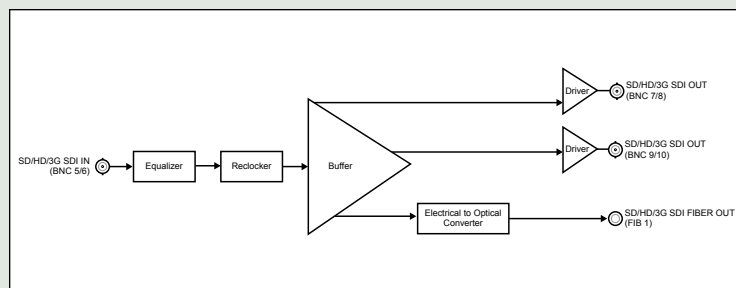 SD/HD/3G SDI IN
(BNC 5/6)
Equalizer
Reclocker
Buffer
Driver
SD/HD/3G SDI OUT
(BNC 7/8)
Driver
SD/HD/3G SDI OUT
(BNC 9/10)
Electrical to Optical
Converter
SD/HD/3G SDI FIBER OUT
(FIB 1)